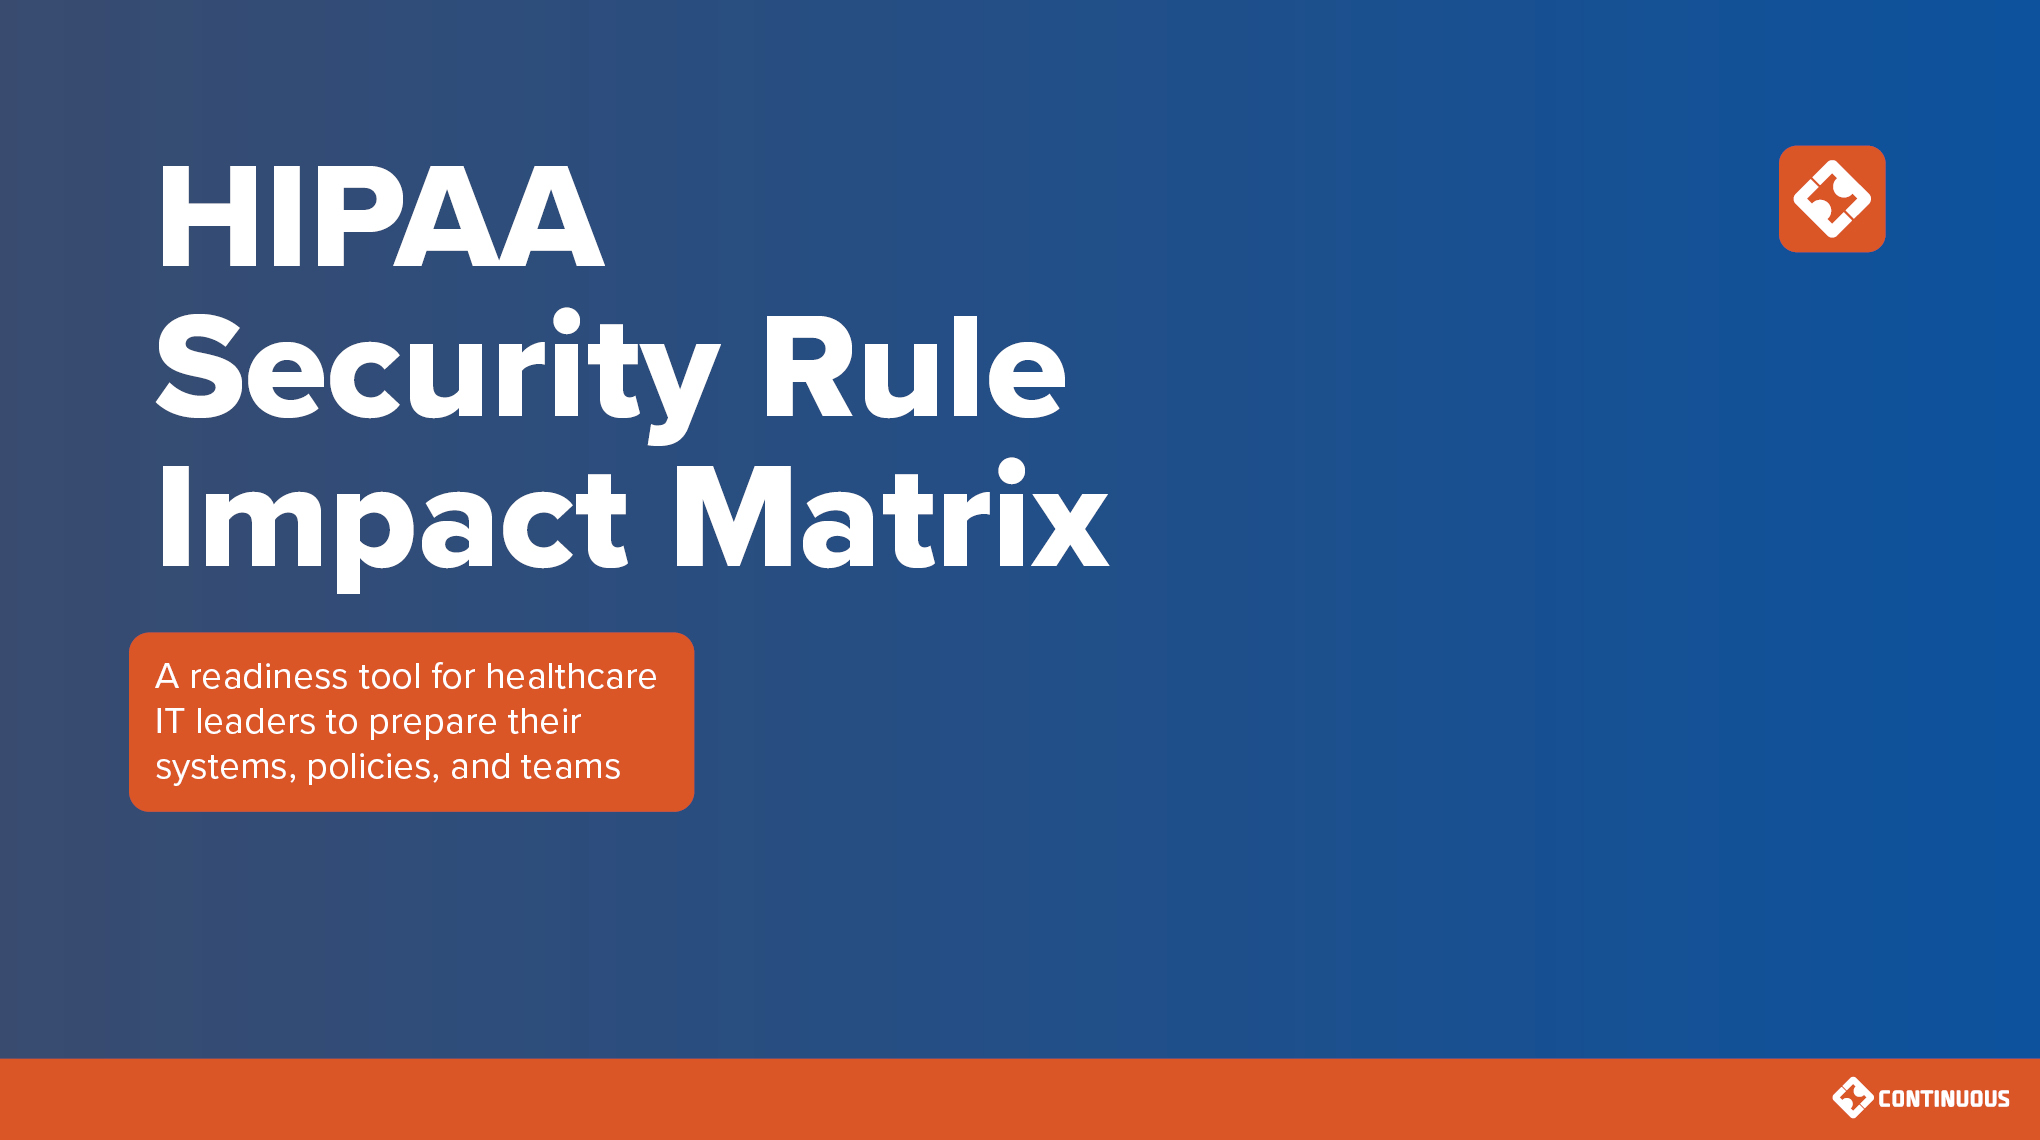 HIPAA
Security Rule
Impact Matrix
A readiness tool for healthcare
IT leaders to prepare their
systems, policies, and teams
CONTINUOUS